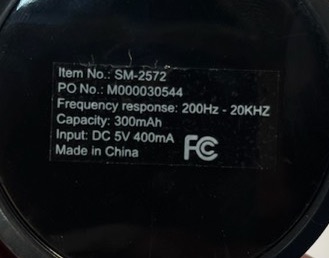 Item No.: SM-2572
PO No.: M000030544
Frequency response: 200Hz - 20KHZ
Capacity: 300mAh
Input: DC 5V 400mA
Made in China FC